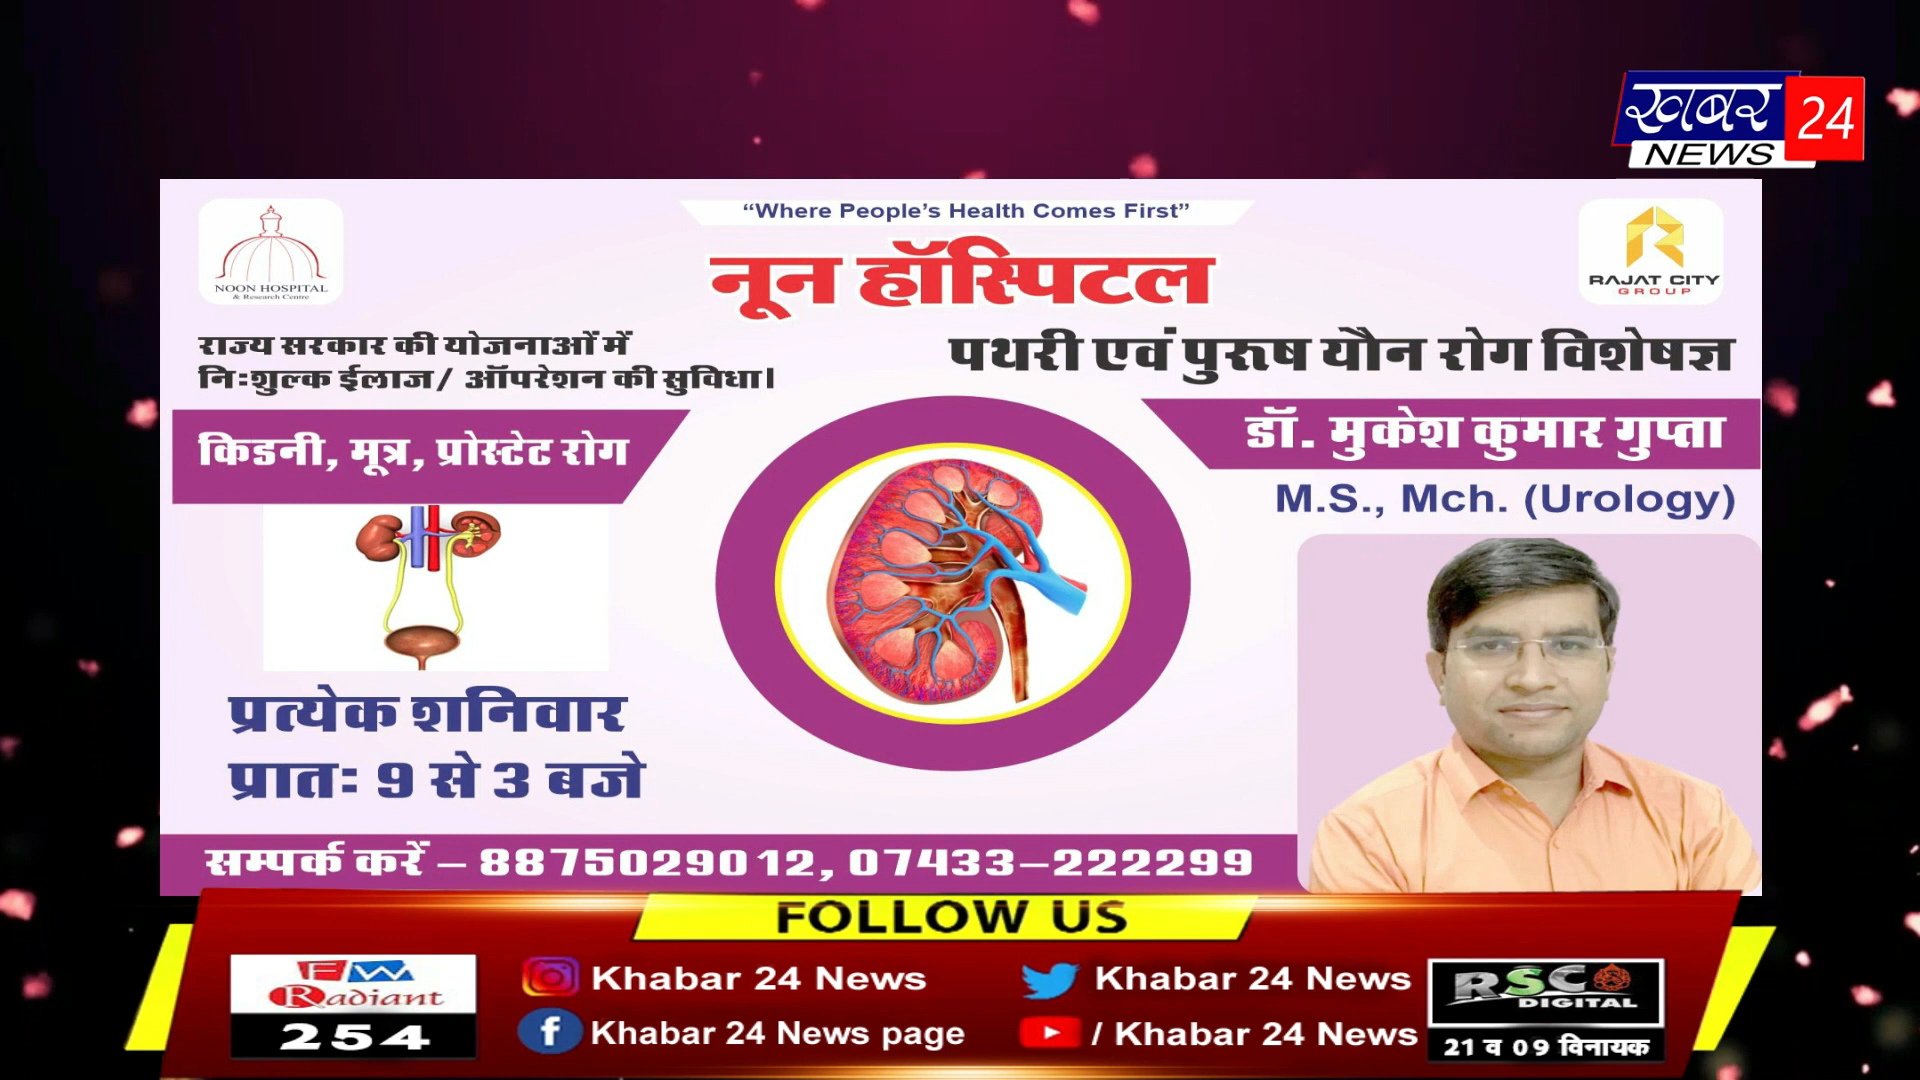 खबर 24
NEWS
"Where People's Health Comes First"
नून हॉस्पिटल
NOON HOSPITAL
& Research Centre
RAJAT CITY
GROUP
राज्य सरकार की योजनाओं में
निःशुल्क ईलाज/ ऑपरेशन की सुविधा।
पथरी एवं पुरूष यौन रोग विशेषज्ञ
किडनी, मूत्र, प्रोस्टेट रोग
डॉ. मुकेश कुमार गुप्ता
M.S., Mch. (Urology)
प्रत्येक शनिवार
प्रातः 9 से 3 बजे
सम्पर्क करें – 8875029012, 07433–222299
FOLLOW US
FW
Radiant
254
Khabar 24 News
Khabar 24 News
Khabar 24 News page
/ Khabar 24 News
RSC
DIGITAL
21 व 09 विनायक